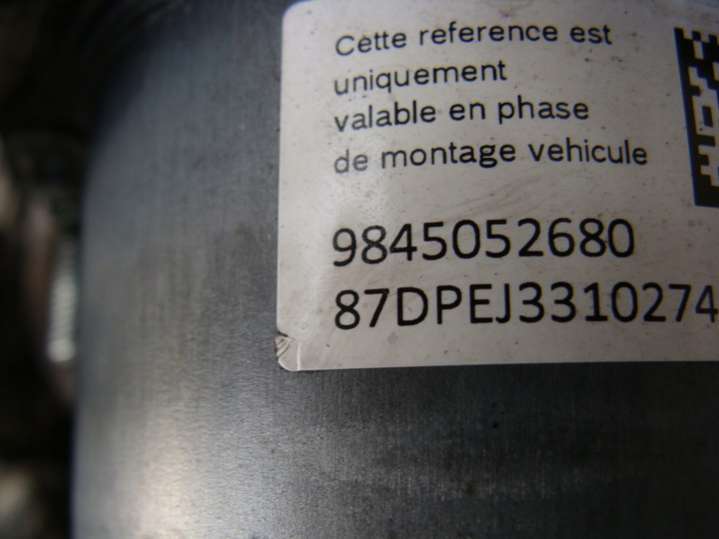 Cette reference est
uniquement
valable en phase
de montage vehicule
9845052680
87DPEJ3310274